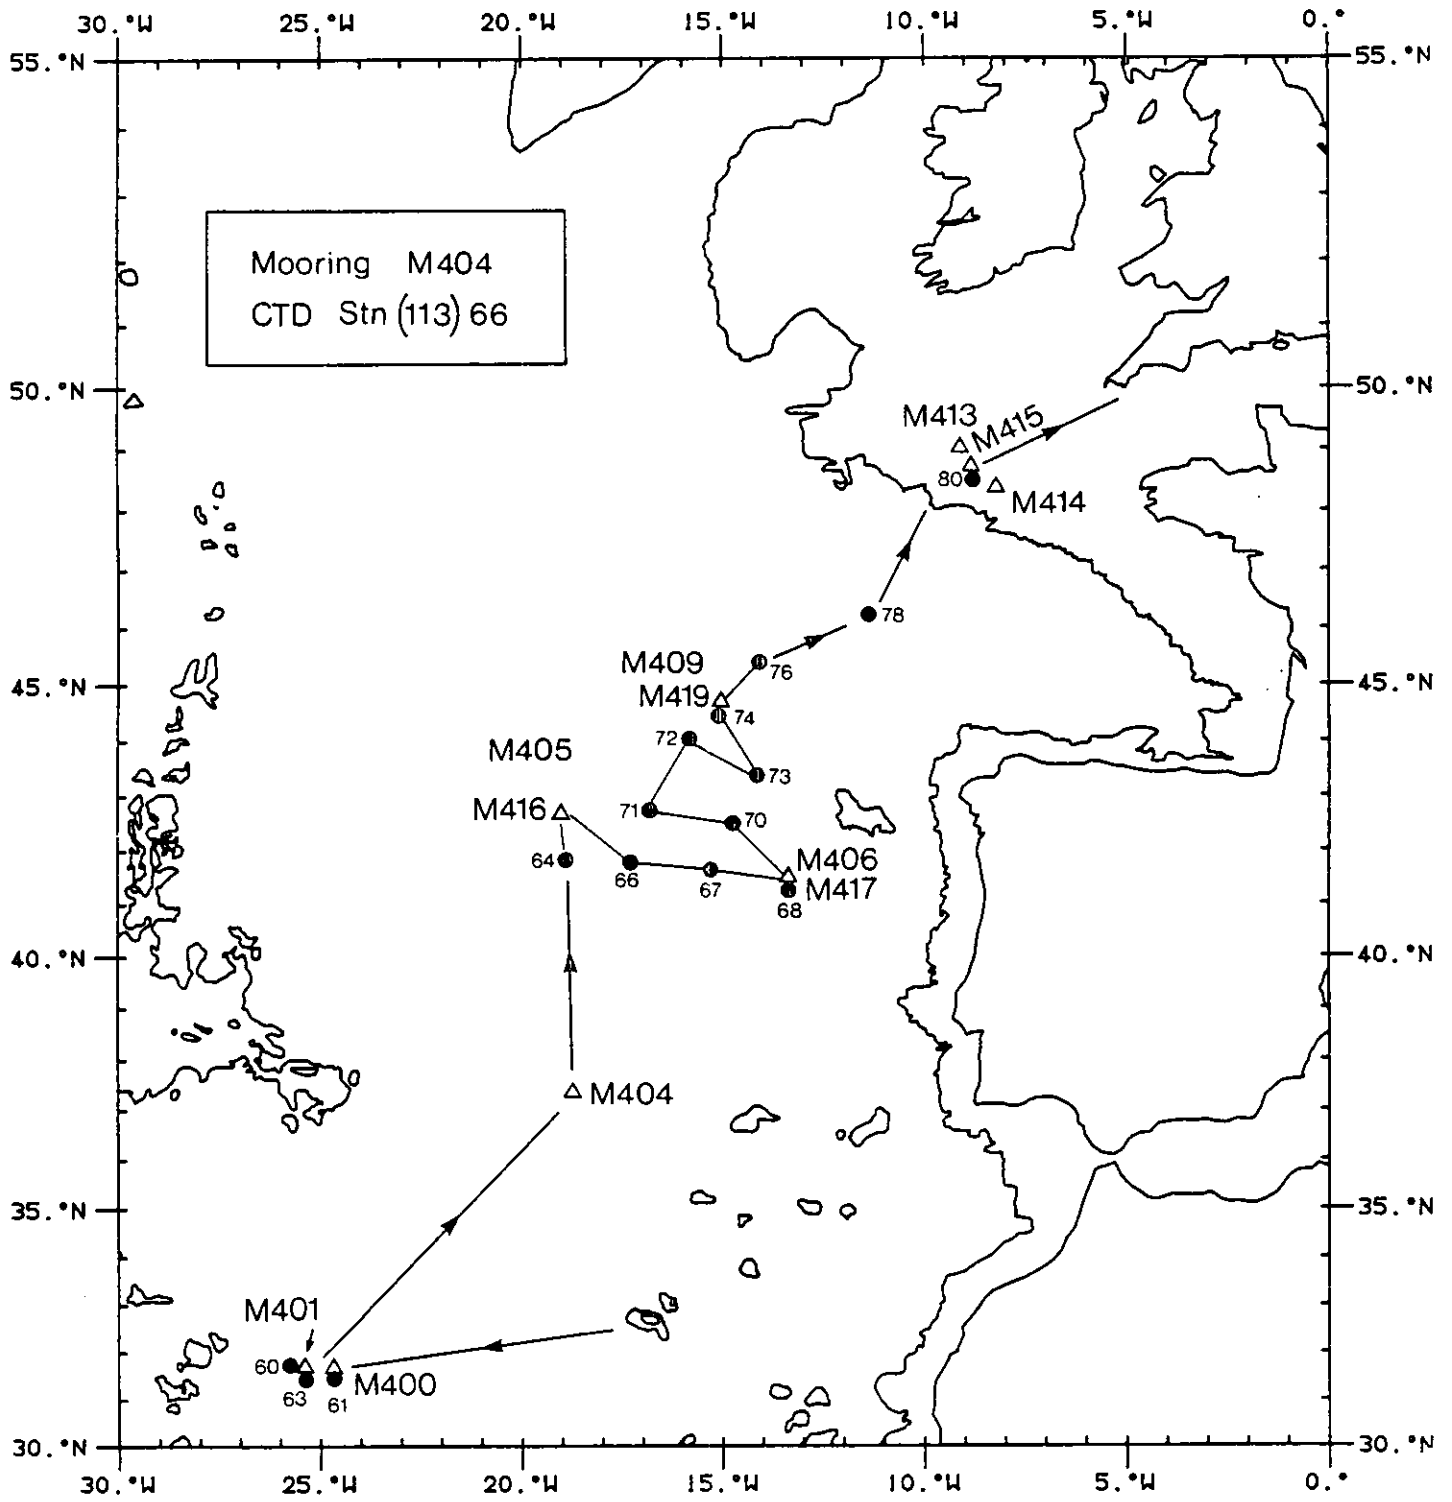 30.°W 25.°W 20.°W 15.°W 10.°W 5.°W 0.°
55.°N 55.°N
Mooring M404
CTD Stn (113) 66
50.°N 50.°N
M413
M415
80
M414
78
M409
76
45.°N 45.°N
M419
74
72
M405
73
M416
71
70
64
66
67
M406
M417
68
40.°N 40.°N
M404
35.°N 35.°N
M401
60
63
61
M400
30.°N 30.°N
30.°W 25.°W 20.°W 15.°W 10.°W 5.°W 0.°